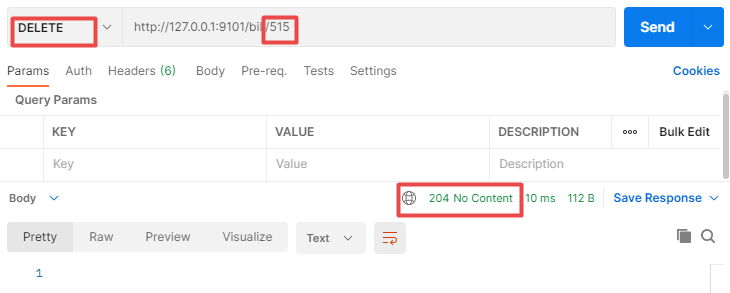 DELETE http://127.0.0.1:9101/bill/515 Send
Params Auth Headers (6) Body Pre-req. Tests Settings Cookies
Query Params
KEY VALUE DESCRIPTION ooo Bulk Edit
Key Value Description
Body 204 No Content 10 ms 112 B Save Response
Pretty Raw Preview Visualize Text
1